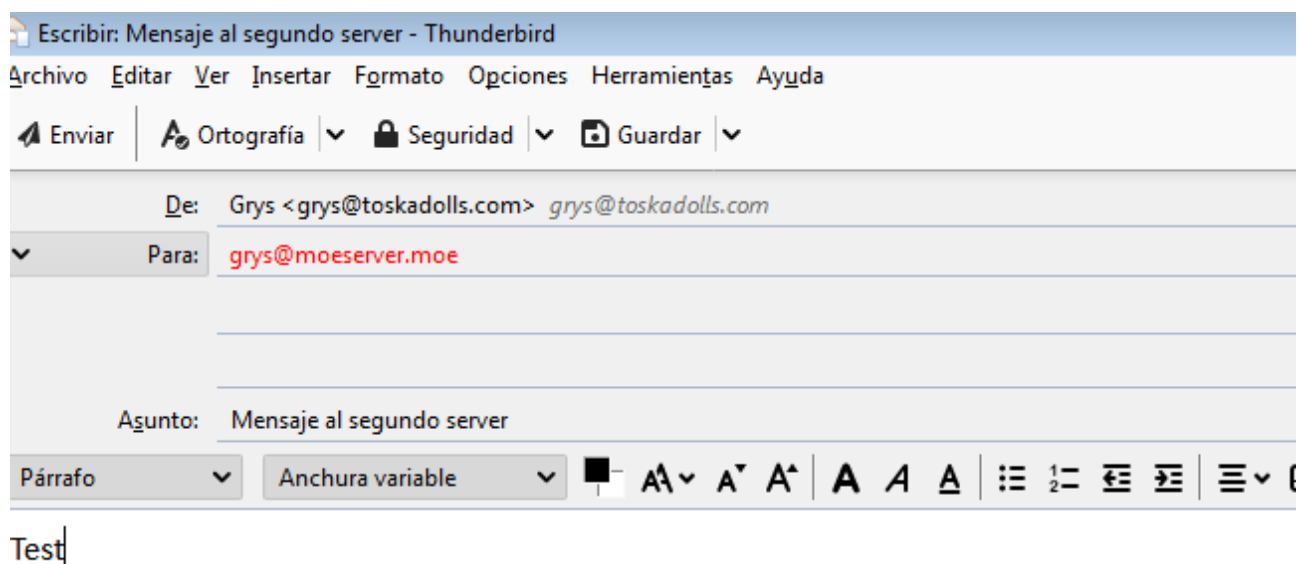 Escribir: Mensaje al segundo server - Thunderbird
Archivo Editar Ver Insertar Formato Opciones Herramientas Ayuda
Enviar Ortografía Seguridad Guardar
De: Grys <grys@toskadolls.com> grys@toskadolls.com
Para: grys@moeserver.moe
Asunto: Mensaje al segundo server
Párrafo Anchura variable
Test